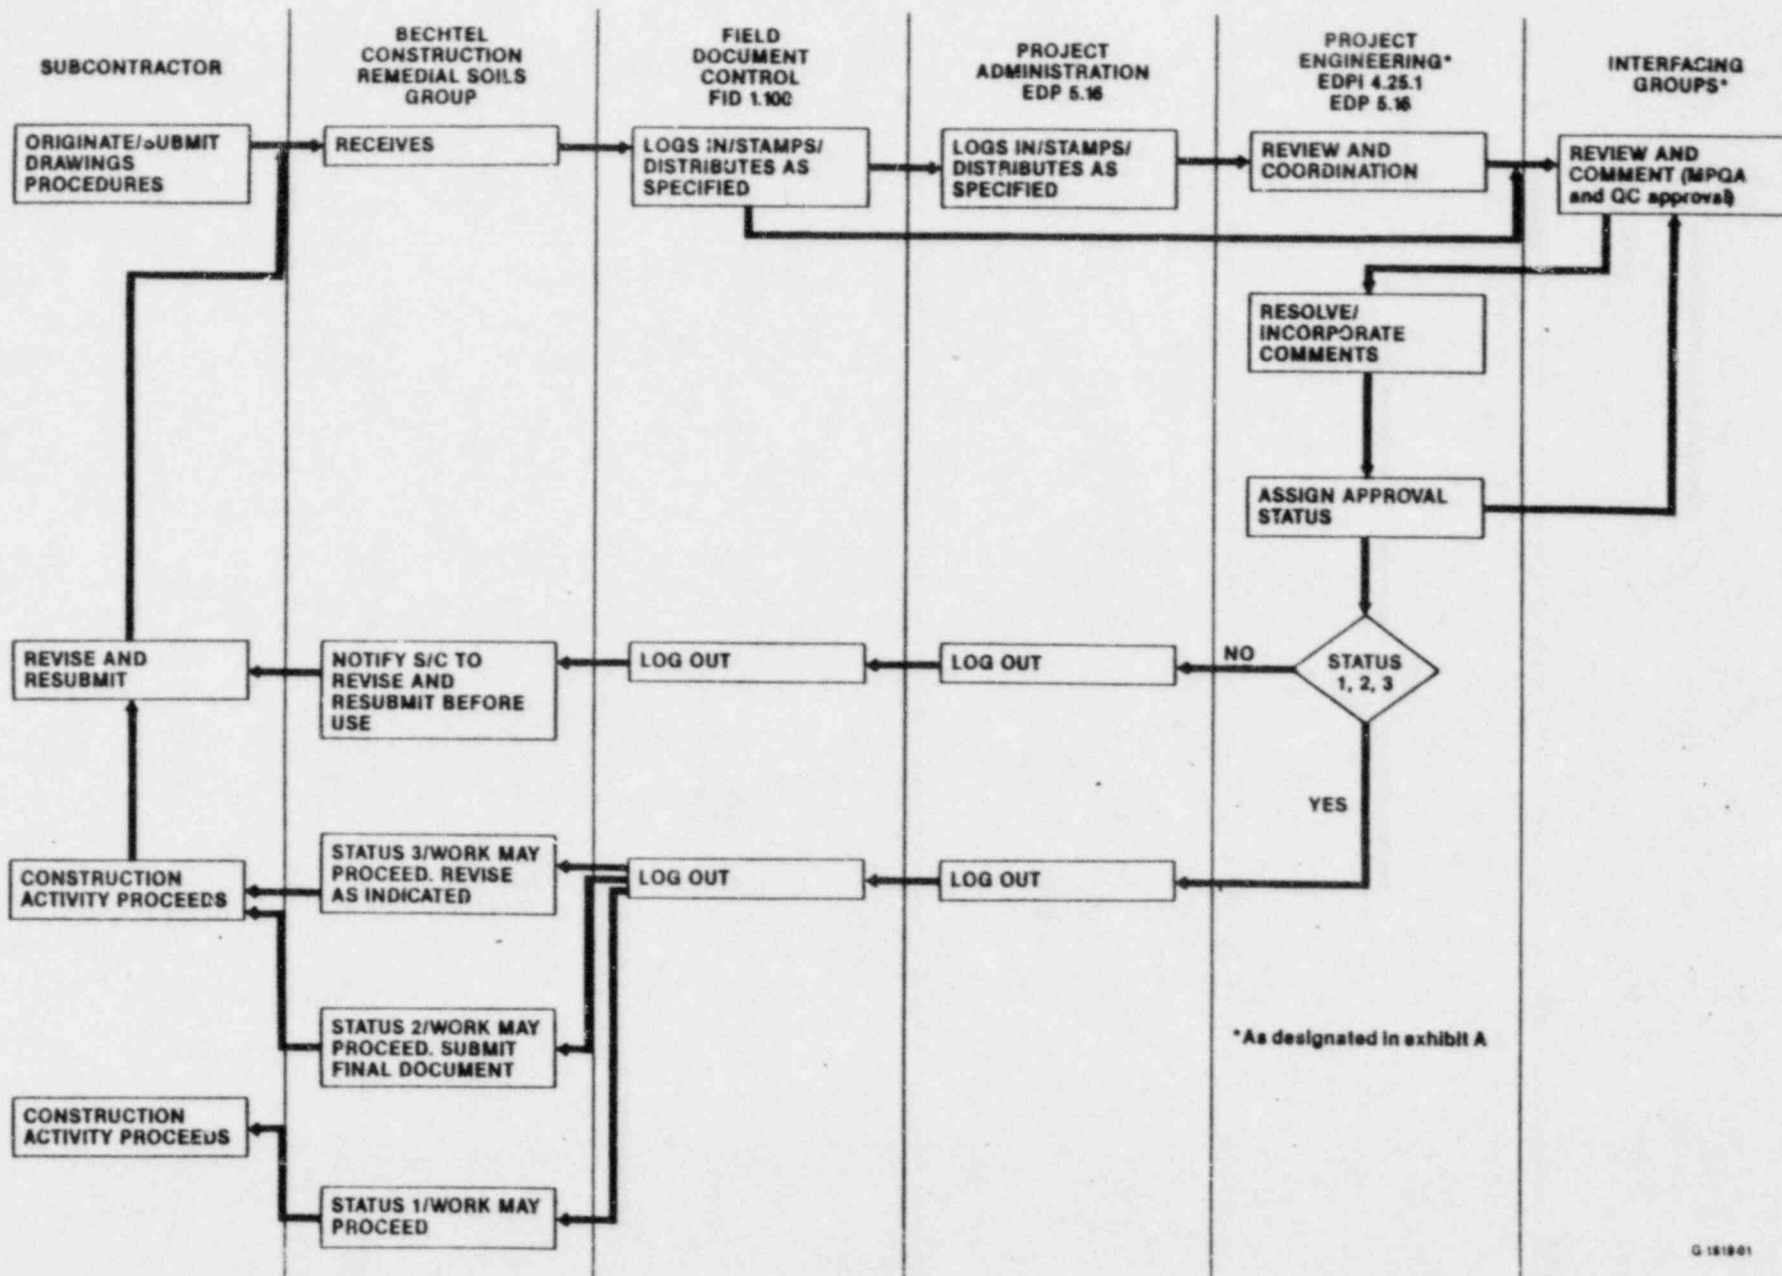 SUBCONTRACTOR
BECHTEL
CONSTRUCTION
REMEDIAL SOILS
GROUP
FIELD
DOCUMENT
CONTROL
FID 1.100
PROJECT
ADMINISTRATION
EDP 5.16
PROJECT
ENGINEERING*
EDPI 4.25.1
EDP 5.16
INTERFACING
GROUPS*
ORIGINATE/SUBMIT
DRAWINGS
PROCEDURES
RECEIVES
LOGS IN/STAMPS/
DISTRIBUTES AS
SPECIFIED
LOGS IN/STAMPS/
DISTRIBUTES AS
SPECIFIED
REVIEW AND
COORDINATION
REVIEW AND
COMMENT (MPQA
and QC approval)
RESOLVE/
INCORPORATE
COMMENTS
ASSIGN APPROVAL
STATUS
REVISE AND
RESUBMIT
NOTIFY S/C TO
REVISE AND
RESUBMIT BEFORE
USE
LOG OUT
LOG OUT
NO
STATUS
1, 2, 3
YES
CONSTRUCTION
ACTIVITY PROCEEDS
STATUS 3/WORK MAY
PROCEED. REVISE
AS INDICATED
LOG OUT
LOG OUT
STATUS 2/WORK MAY
PROCEED. SUBMIT
FINAL DOCUMENT
*As designated in exhibit A
CONSTRUCTION
ACTIVITY PROCEEDS
STATUS 1/WORK MAY
PROCEED
G-1818-01